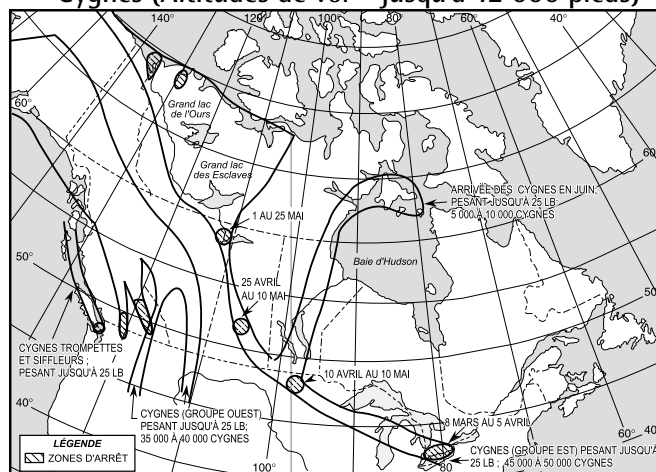 Cygnes (Altitudes de vol – jusqu'à 12 000 pieds)
140°
120°
110°
100°
90°
80°
70°
60°
60°
Grand lac
de l'Ours
Grand lac
des Esclaves
ARRIVÉE DES CYGNES EN JUIN;
PESANT JUSQU'À 25 LB
5 000 À 10 000 CYGNES
1 AU 25 MAI
Baie d'Hudson
50°
50°
25 AVRIL
AU 10 MAI
CYGNES TROMPETTES
ET SIFFLEURS ;
PESANT JUSQU'À 25 LB
10 AVRIL AU 10 MAI
60°
CYGNES (GROUPE OUEST)
PESANT JUSQU'À 25 LB;
35 000 À 40 000 CYGNES
8 MARS AU 5 AVRIL
40°
40°
LÉGENDE
ZONES D'ARRÊT
CYGNES (GROUPE EST) PESANT JUSQU'À
25 LB ; 45 000 À 50 000 CYGNES
100°
80°